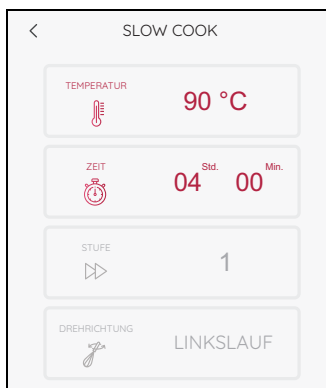 SLOW COOK
TEMPERATUR
90 °C
ZEIT
04 Std. 00 Min.
STUFE
1
DREHRICHTUNG
LINKSLAUF